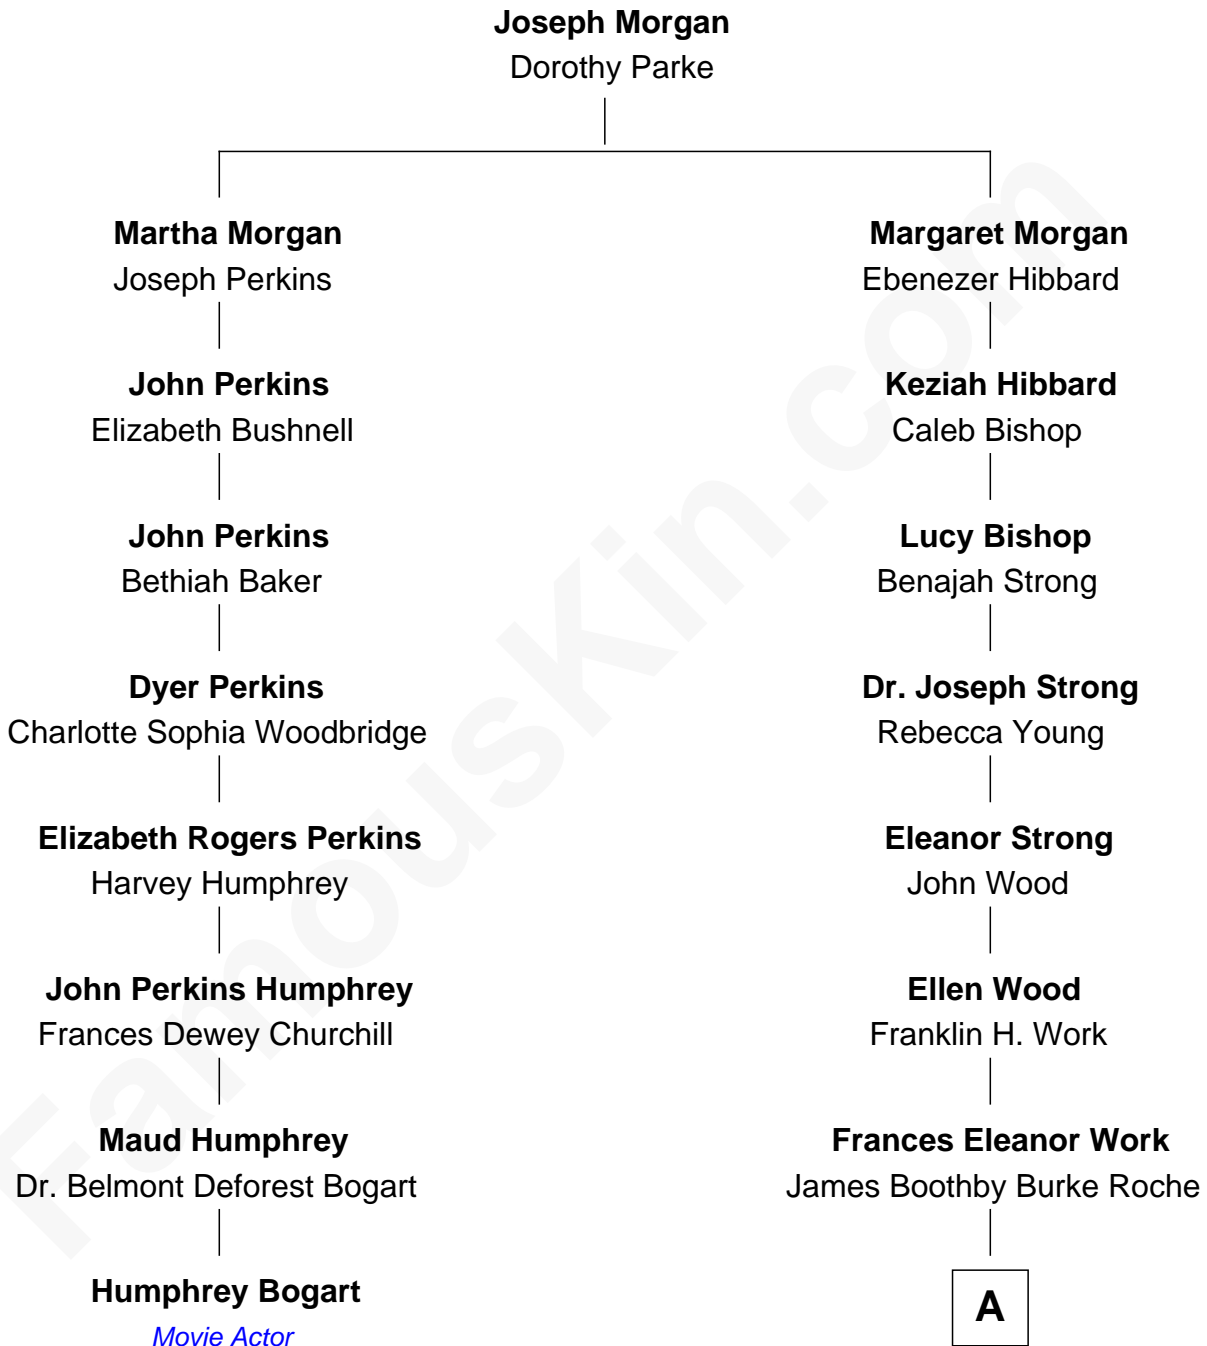 Joseph Morgan
Dorothy Parke
Martha Morgan
Joseph Perkins
Margaret Morgan
Ebenezer Hibbard
John Perkins
Elizabeth Bushnell
Keziah Hibbard
Caleb Bishop
John Perkins
Bethiah Baker
Lucy Bishop
Benajah Strong
Dyer Perkins
Charlotte Sophia Woodbridge
Dr. Joseph Strong
Rebecca Young
Elizabeth Rogers Perkins
Harvey Humphrey
Eleanor Strong
John Wood
John Perkins Humphrey
Frances Dewey Churchill
Ellen Wood
Franklin H. Work
Maud Humphrey
Dr. Belmont Deforest Bogart
Frances Eleanor Work
James Boothby Burke Roche
Humphrey Bogart
Movie Actor
A
FamousKin.com